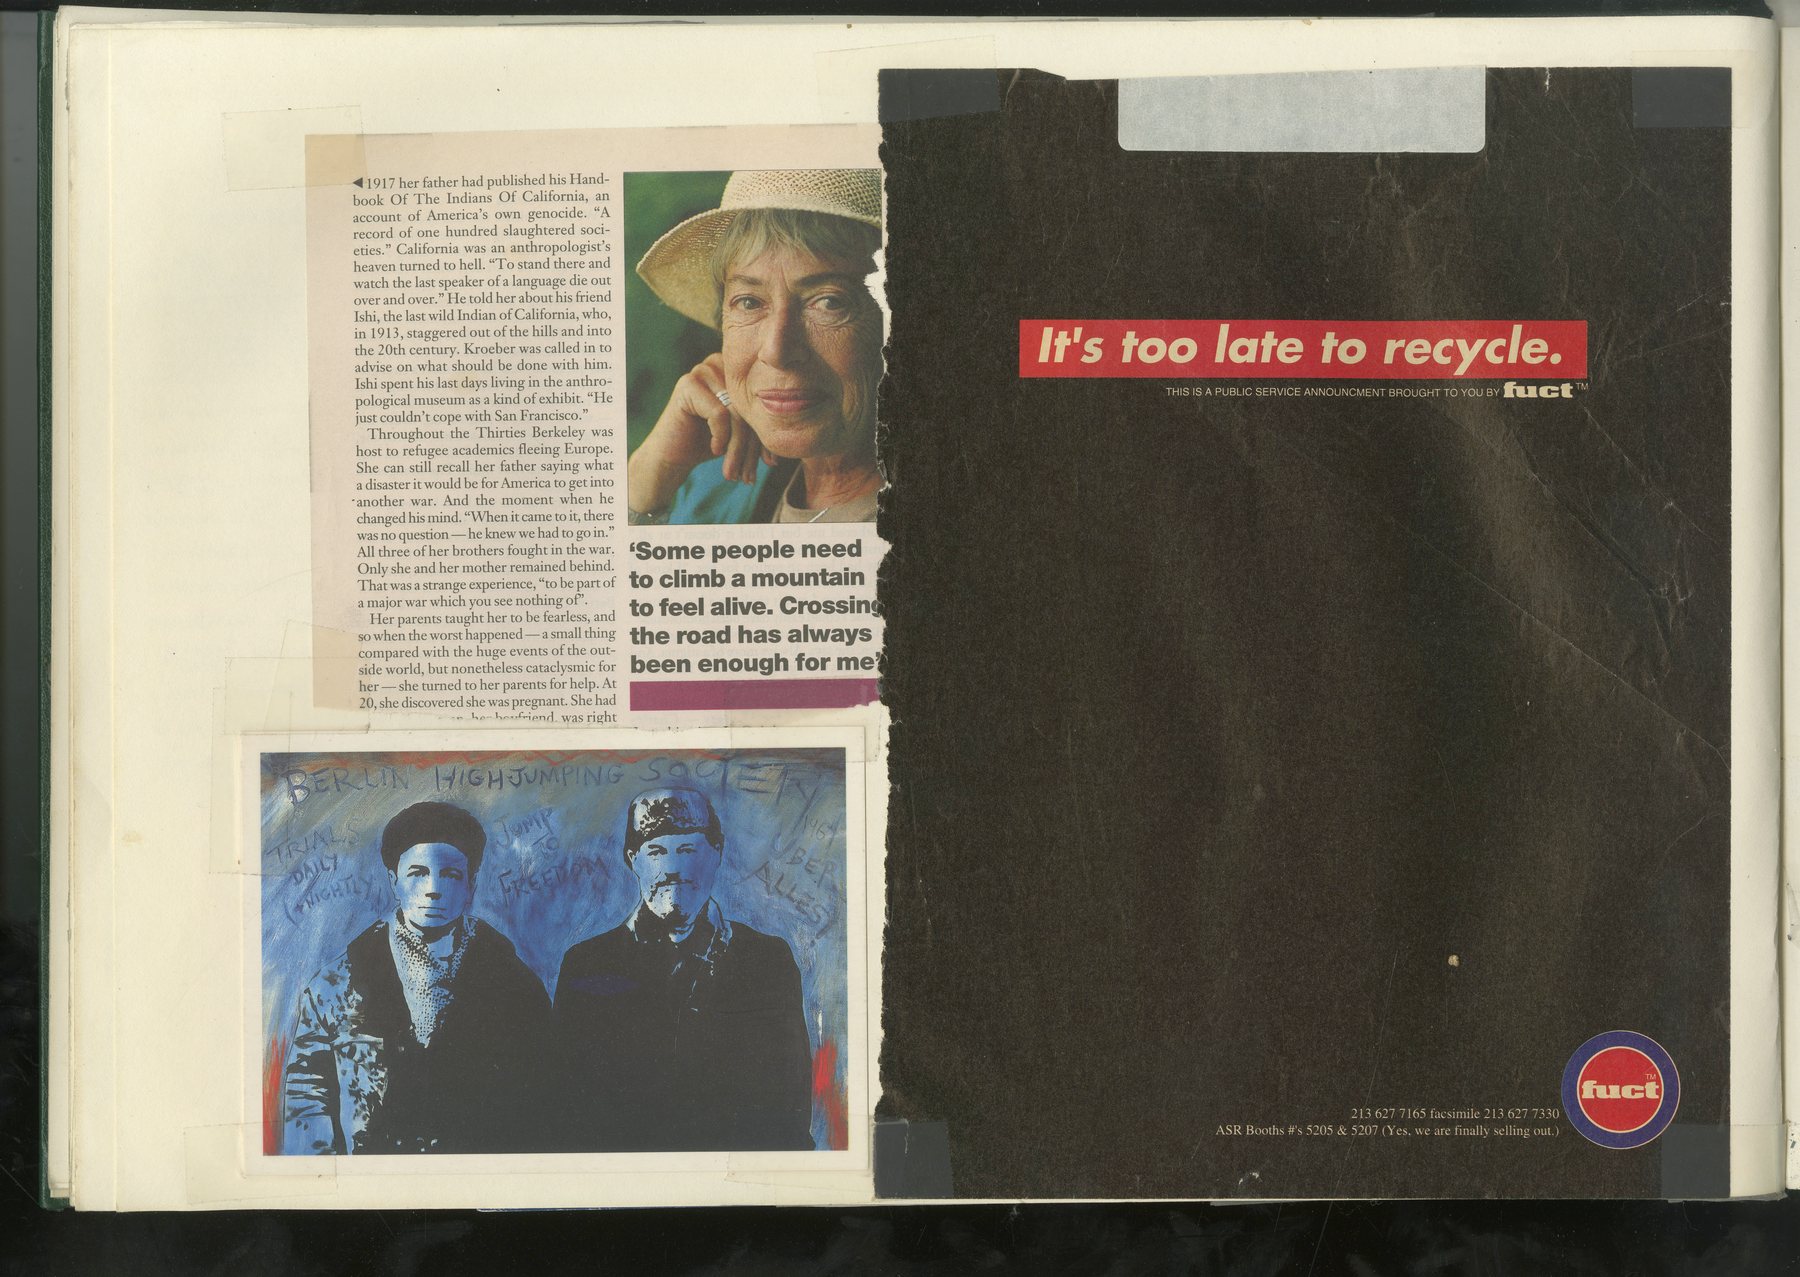 ◀ 1917 her father had published his Hand-
book Of The Indians Of California, an
account of America's own genocide. “A
record of one hundred slaughtered soci-
eties.” California was an anthropologist's
heaven turned to hell. “To stand there and
watch the last speaker of a language die out
over and over.” He told her about his friend
Ishi, the last wild Indian of California, who,
in 1913, staggered out of the hills and into
the 20th century. Kroeber was called in to
advise on what should be done with him.
Ishi spent his last days living in the anthro-
pological museum as a kind of exhibit. “He
just couldn't cope with San Francisco.”
Throughout the Thirties Berkeley was
host to refugee academics fleeing Europe.
She can still recall her father saying what
a disaster it would be for America to get into
another war. And the moment when he
changed his mind. “When it came to it, there
was no question — he knew we had to go in.”
All three of her brothers fought in the war.
Only she and her mother remained behind.
That was a strange experience, “to be part of
a major war which you see nothing of”.
Her parents taught her to be fearless, and
so when the worst happened — a small thing
compared with the huge events of the out-
side world, but nonetheless cataclysmic for
her — she turned to her parents for help. At
20, she discovered she was pregnant. She had
her boyfriend, was right
‘Some people need
to climb a mountain
to feel alive. Crossing
the road has always
been enough for me’
BERLIN HIGHJUMPING SOCIETY
TRIALS
DAILY
(+NIGHTLY)
JUMP
TO
FREEDOM
1967
UBER
ALLES!
It's too late to recycle.
THIS IS A PUBLIC SERVICE ANNOUNCMENT BROUGHT TO YOU BY fuct™
fuct™
213 627 7165 facsimile 213 627 7330
ASR Booths #'s 5205 & 5207 (Yes, we are finally selling out.)